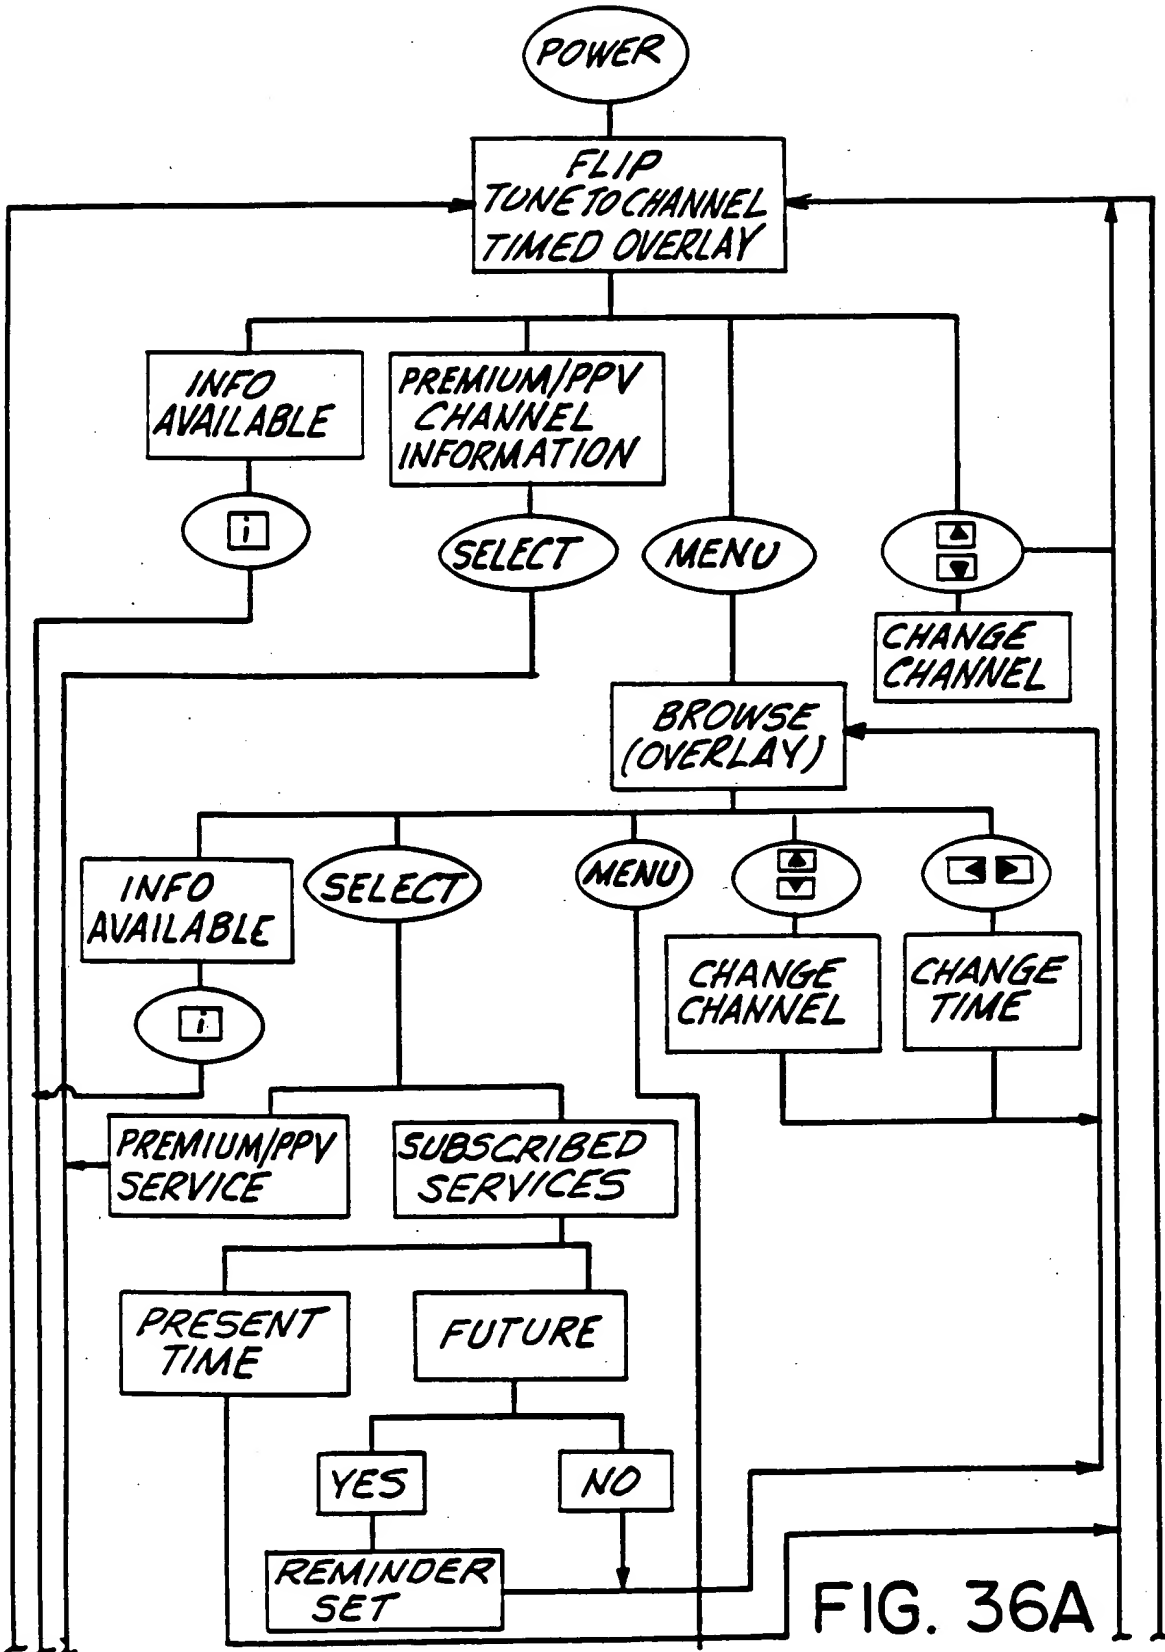 POWER
FLIP
TUNE TO CHANNEL
TIMED OVERLAY
INFO
AVAILABLE
PREMIUM/PPV
CHANNEL
INFORMATION
i
SELECT
MENU
CHANGE
CHANNEL
BROWSE
(OVERLAY)
INFO
AVAILABLE
SELECT
MENU
CHANGE
CHANNEL
CHANGE
TIME
i
PREMIUM/PPV
SERVICE
SUBSCRIBED
SERVICES
PRESENT
TIME
FUTURE
YES
NO
REMINDER
SET
FIG. 36A